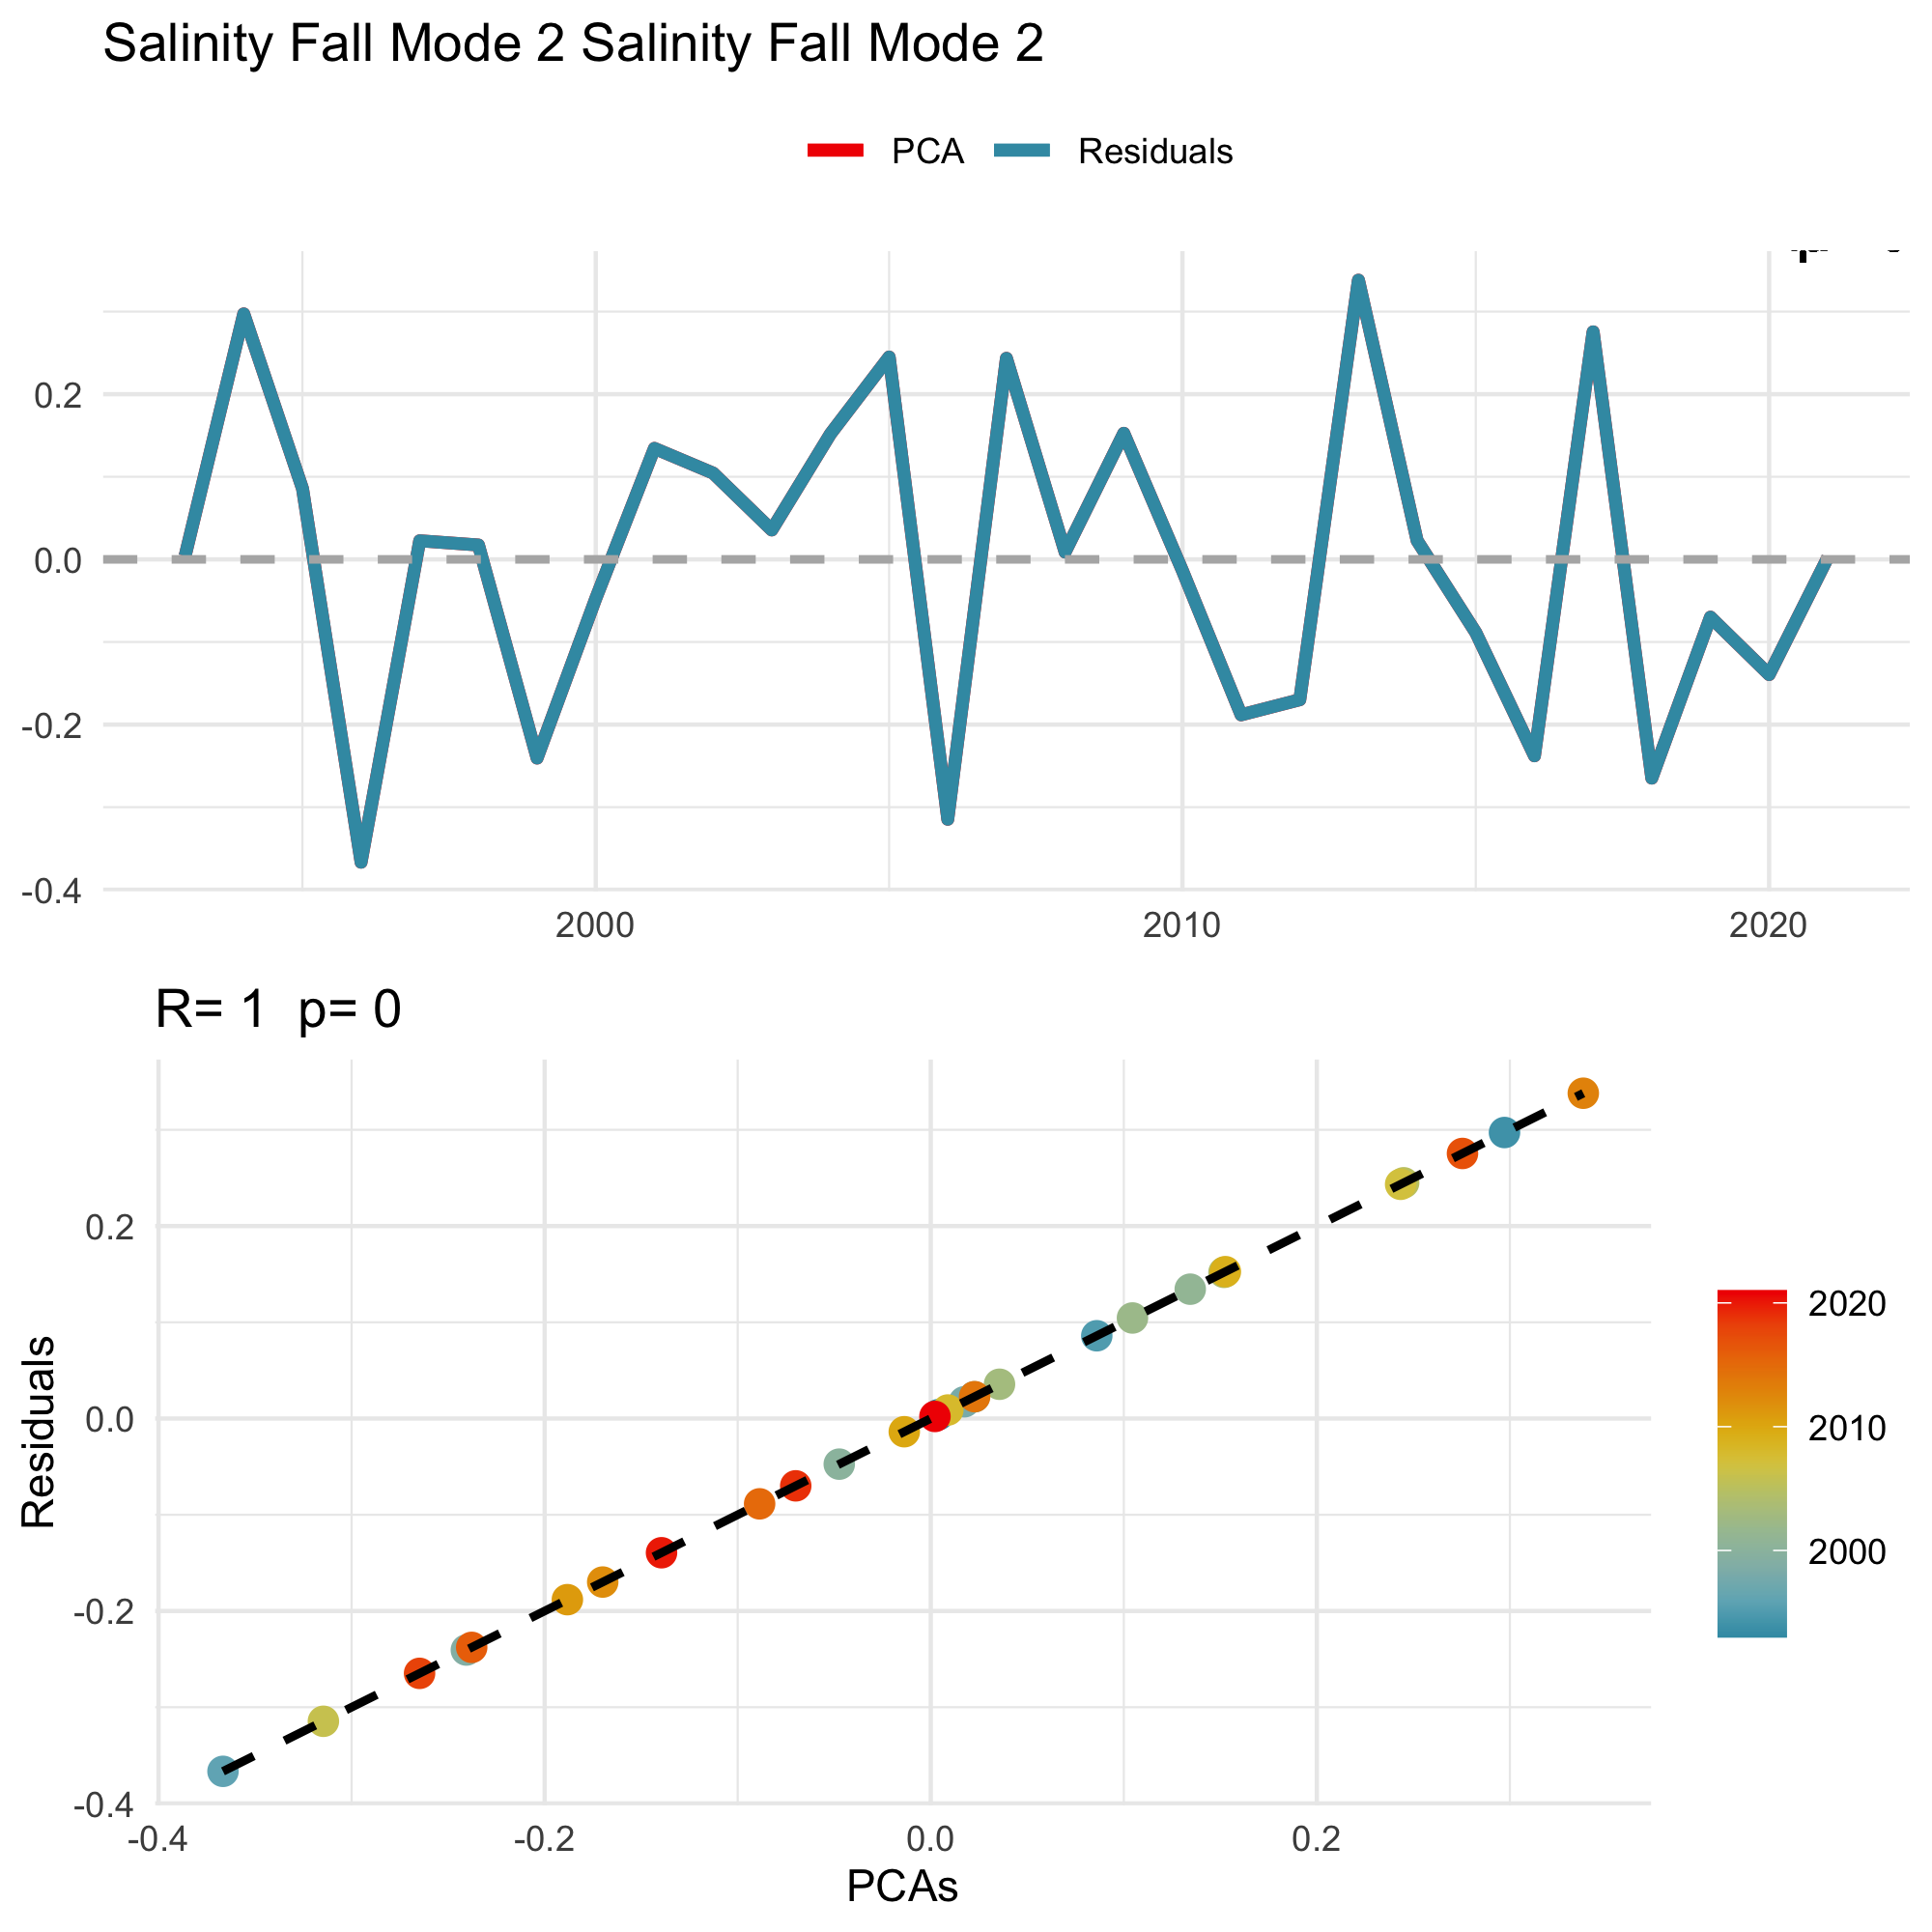 Salinity Fall Mode 2 Salinity Fall Mode 2
PCA Residuals
0.2
0.0
-0.2
-0.4
2000 2010 2020
R= 1 p= 0
Residuals
0.2
0.0
-0.2
-0.4
-0.4 -0.2 0.0 0.2
PCAs
2020
2010
2000